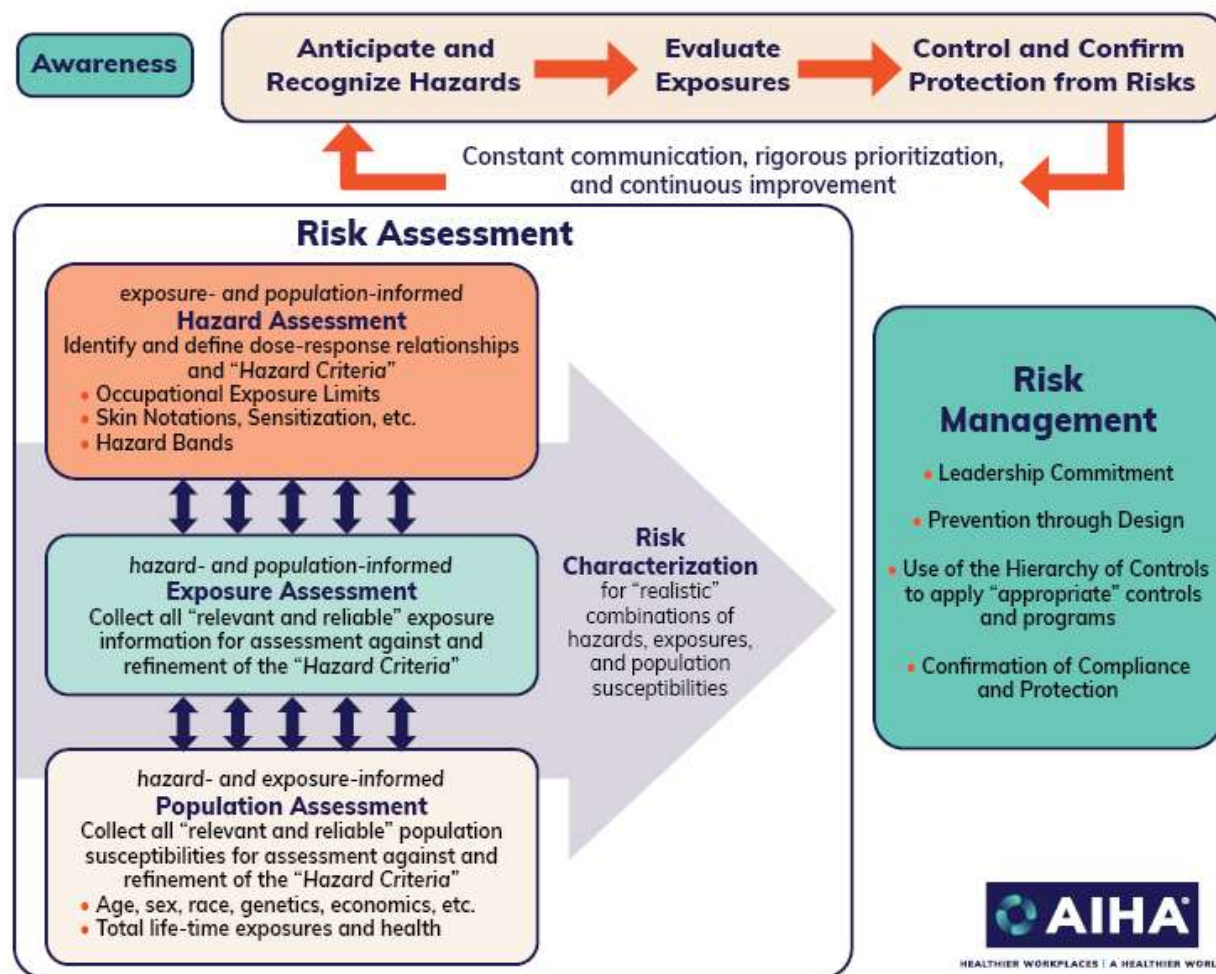 Awareness
Anticipate and
Recognize Hazards
Evaluate
Exposures
Control and Confirm
Protection from Risks
Constant communication, rigorous prioritization,
and continuous improvement
Risk Assessment
exposure- and population-informed
Hazard Assessment
Identify and define dose-response relationships
and “Hazard Criteria”
• Occupational Exposure Limits
• Skin Notations, Sensitization, etc.
• Hazard Bands
hazard- and population-informed
Exposure Assessment
Collect all “relevant and reliable” exposure
information for assessment against and
refinement of the “Hazard Criteria”
hazard- and exposure-informed
Population Assessment
Collect all “relevant and reliable” population
susceptibilities for assessment against and
refinement of the “Hazard Criteria”
• Age, sex, race, genetics, economics, etc.
• Total life-time exposures and health
Risk
Characterization
for “realistic”
combinations of
hazards, exposures,
and population
susceptibilities
Risk
Management
• Leadership Commitment
• Prevention through Design
• Use of the Hierarchy of Controls
to apply “appropriate” controls
and programs
• Confirmation of Compliance
and Protection
AIHA®
HEALTHIER WORKPLACES | A HEALTHIER WORL